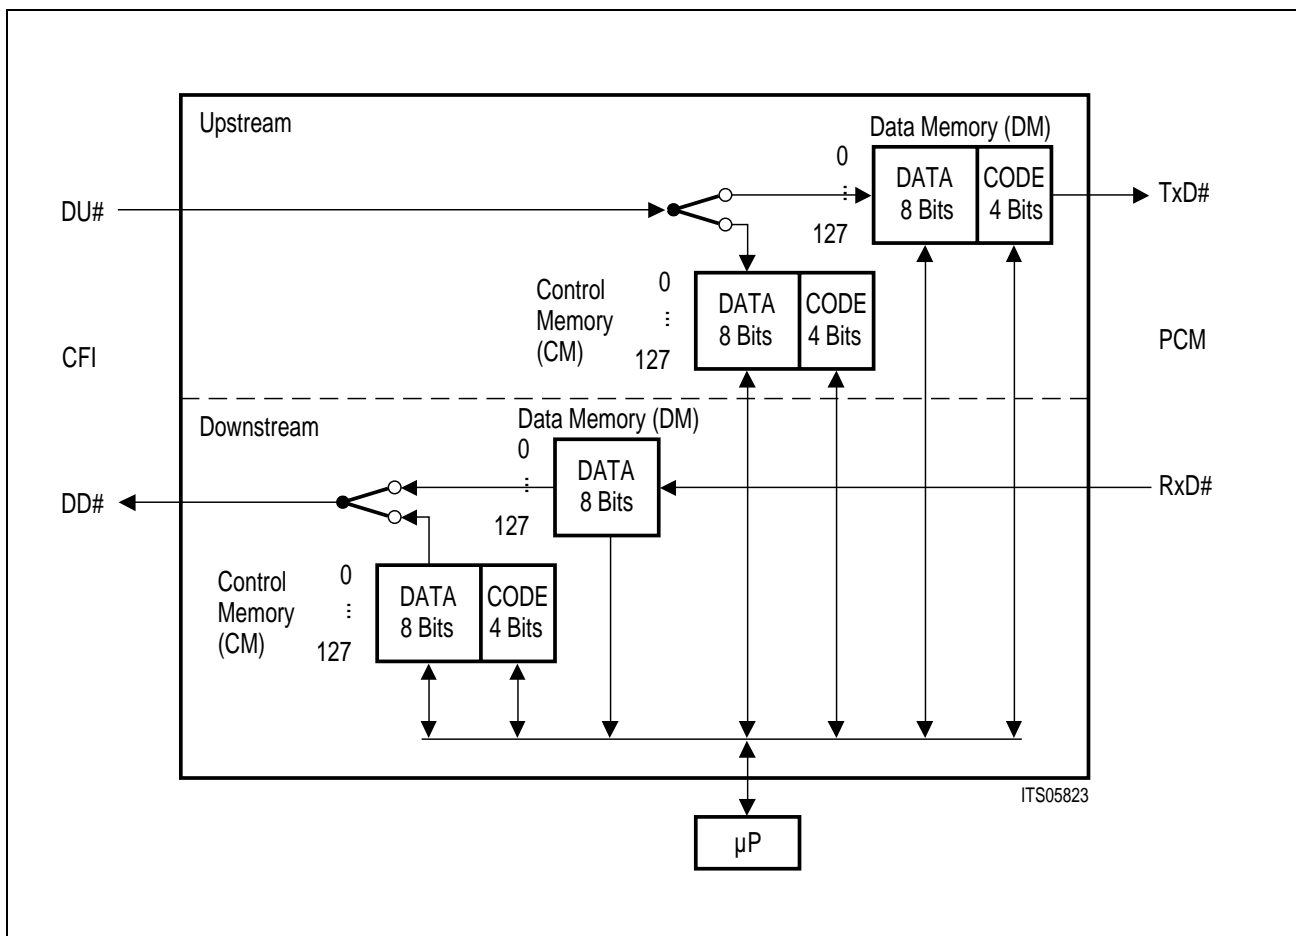 Upstream
Data Memory (DM)
0
...
127
DATA
8 Bits
CODE
4 Bits
DU#
TxD#
Control
Memory
(CM)
0
...
127
DATA
8 Bits
CODE
4 Bits
CFI
PCM
Downstream
Data Memory (DM)
0
...
127
DATA
8 Bits
DD#
RxD#
Control
Memory
(CM)
0
...
127
DATA
8 Bits
CODE
4 Bits
ITS05823
µP